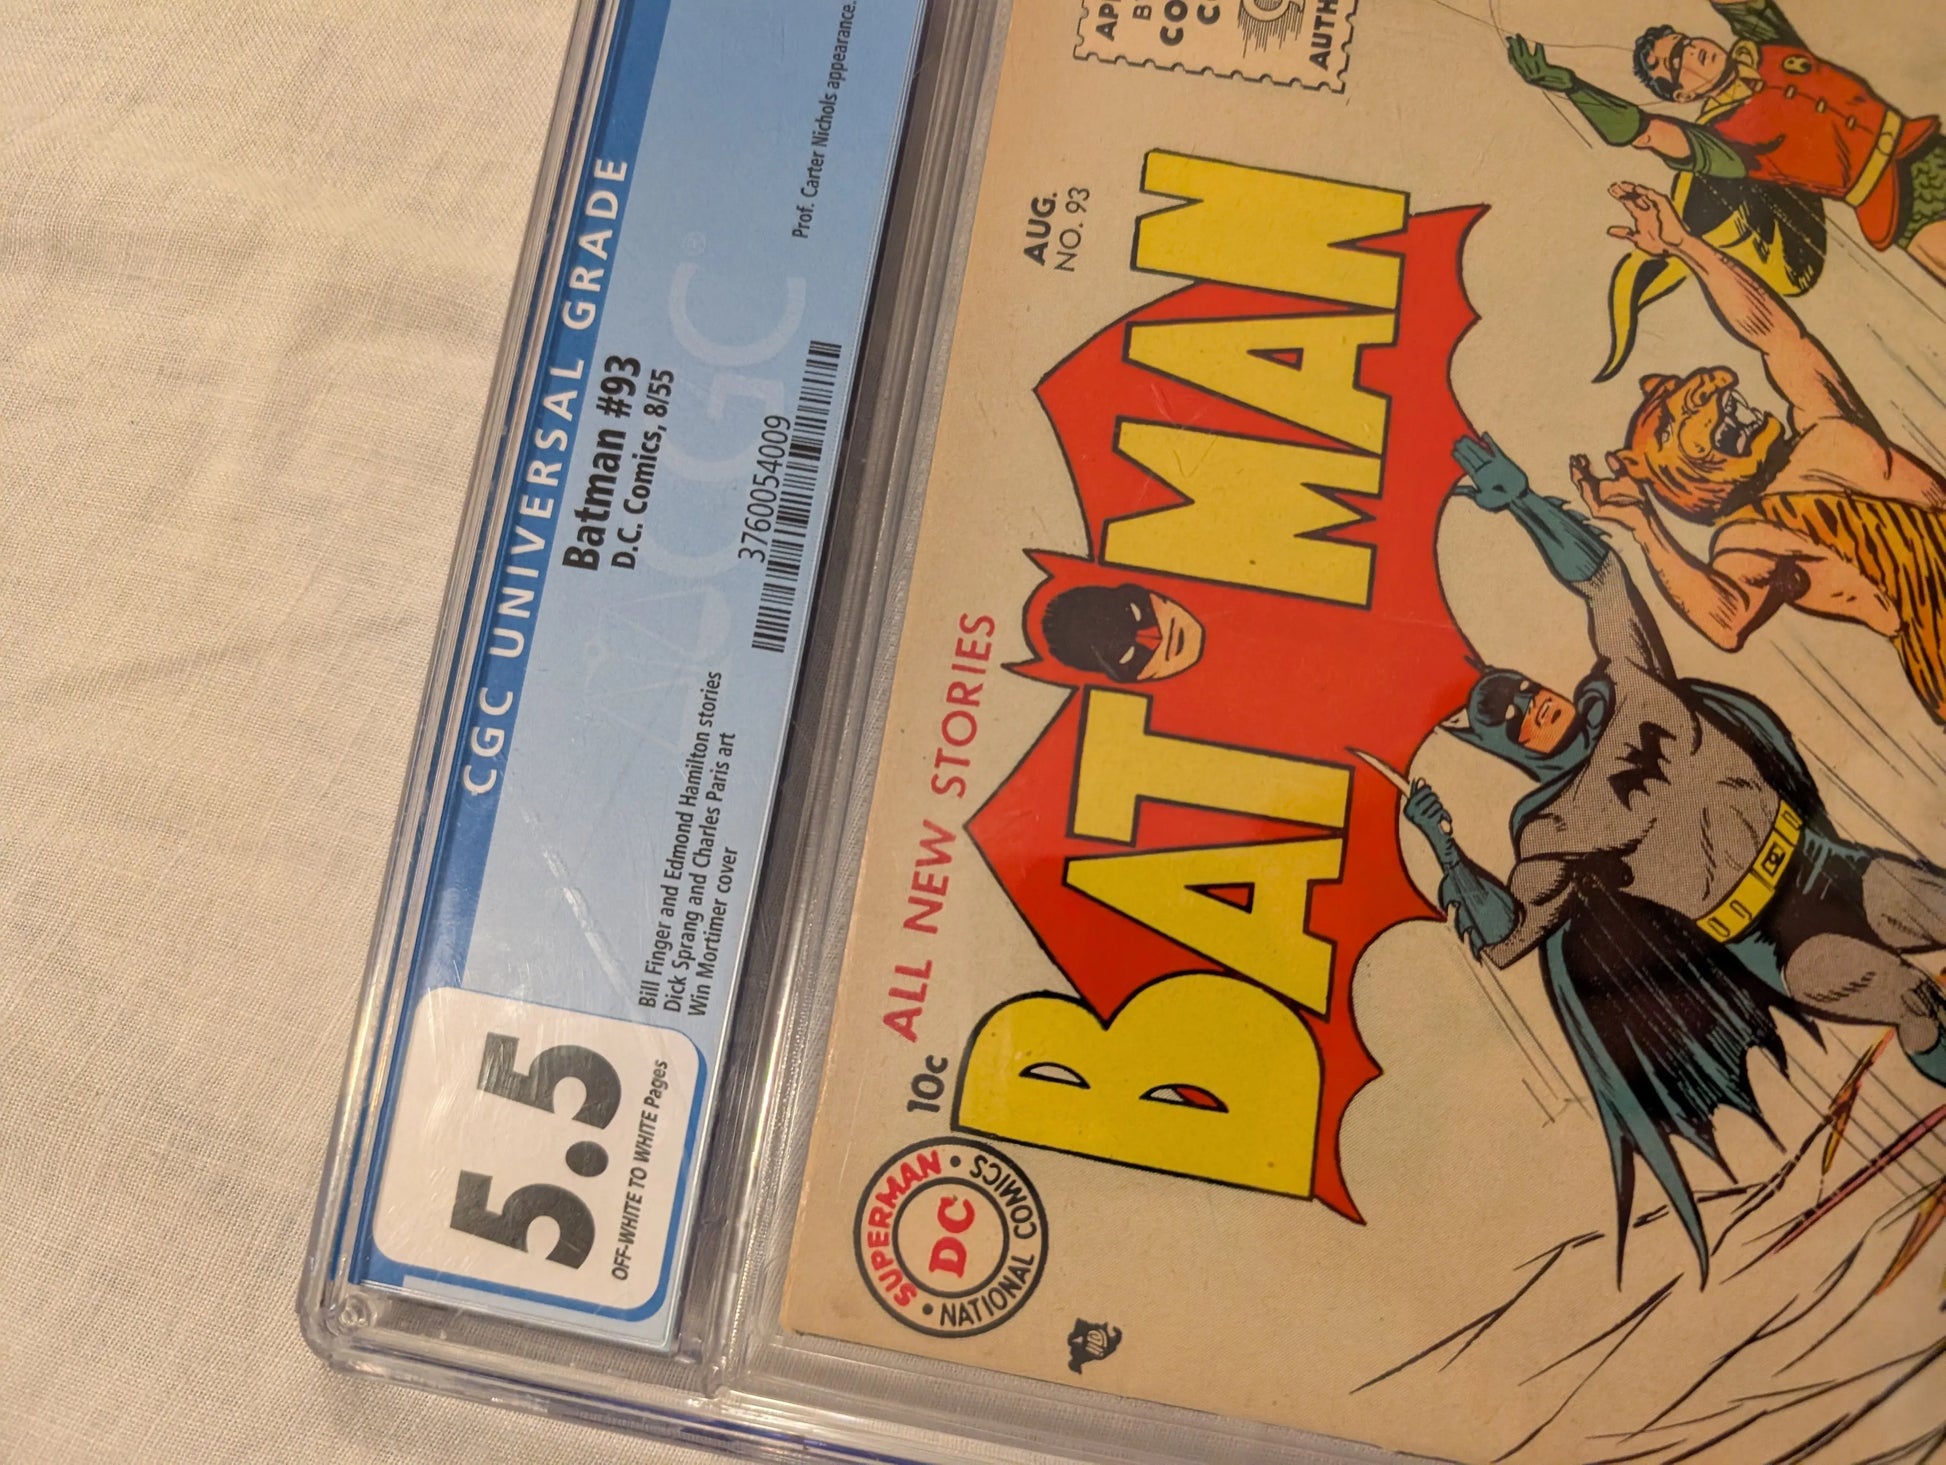 CGC UNIVERSAL GRADE
Batman #93
D.C. Comics, 8/55
5.5
OFF-WHITE TO WHITE Pages
Bill Finger and Edmond Hamilton stories
Dick Sprang and Charles Paris art
Win Mortimer cover
3760054009
Prof. Carter Nichols appearance.
CGC
10c ALL NEW STORIES
AUG.
NO. 93
SUPERMAN
DC
NATIONAL COMICS
BATMAN
R